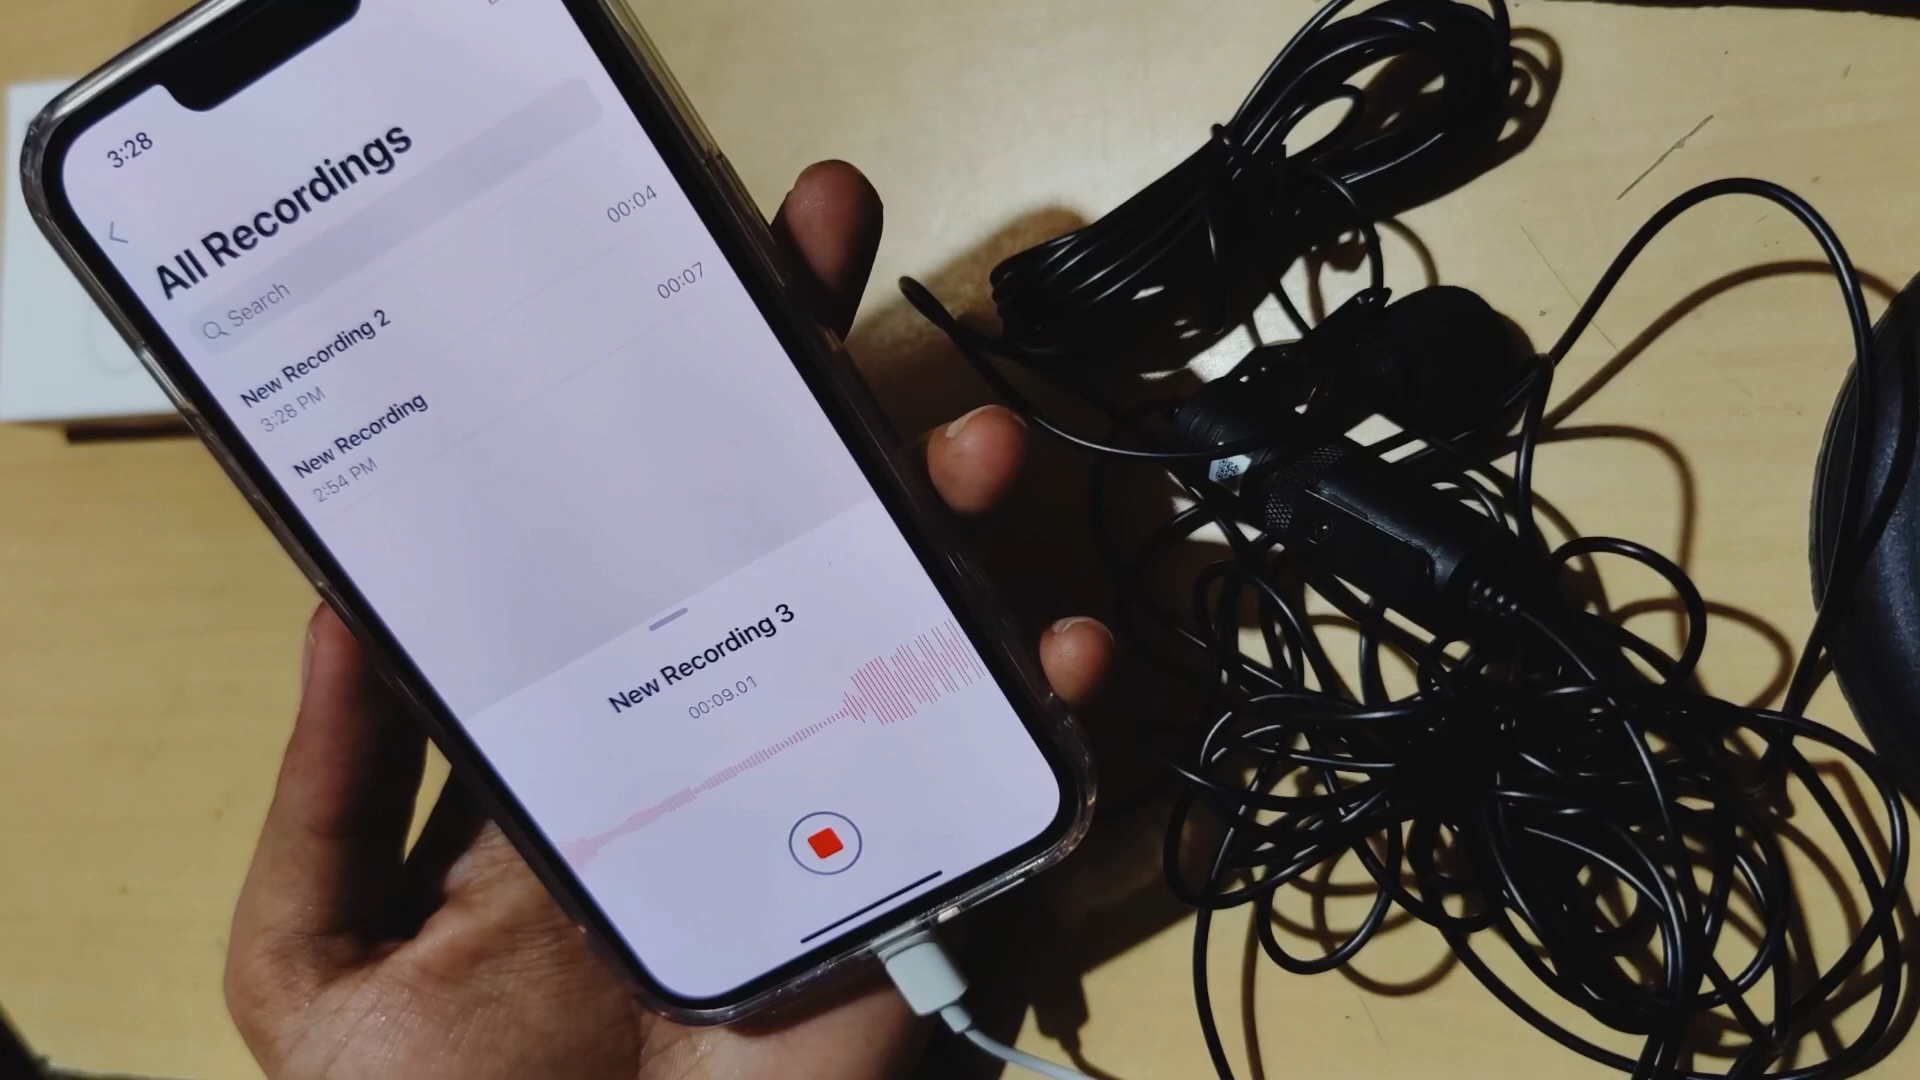 3:28
All Recordings
Search
New Recording 2
3:28 PM
00:04
New Recording
2:54 PM
00:07
New Recording 3
00:09.01